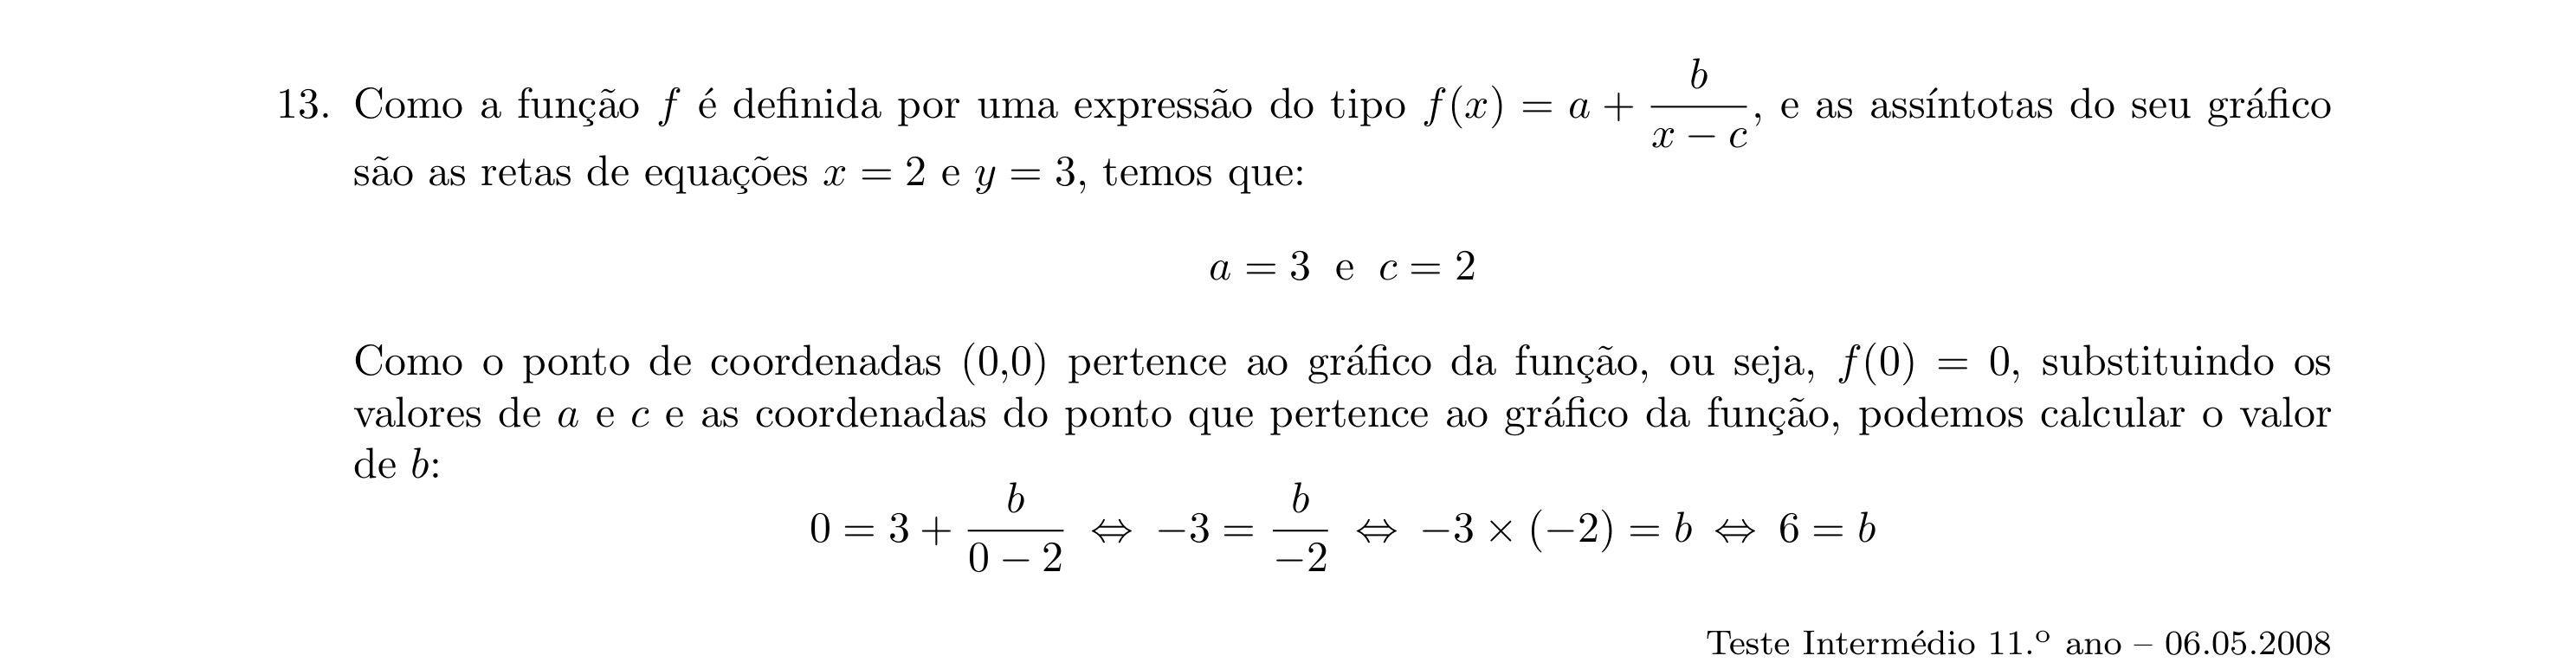 13. Como a função f é definida por uma expressão do tipo f(x) = a + \frac{b}{x - c}, e as assíntotas do seu gráfico
são as retas de equações x = 2 e y = 3, temos que:
a = 3 e c = 2
Como o ponto de coordenadas (0,0) pertence ao gráfico da função, ou seja, f(0) = 0, substituindo os
valores de a e c e as coordenadas do ponto que pertence ao gráfico da função, podemos calcular o valor
de b:
0 = 3 + \frac{b}{0 - 2} ⇔ −3 = \frac{b}{−2} ⇔ −3 × (−2) = b ⇔ 6 = b
Teste Intermédio 11.º ano – 06.05.2008